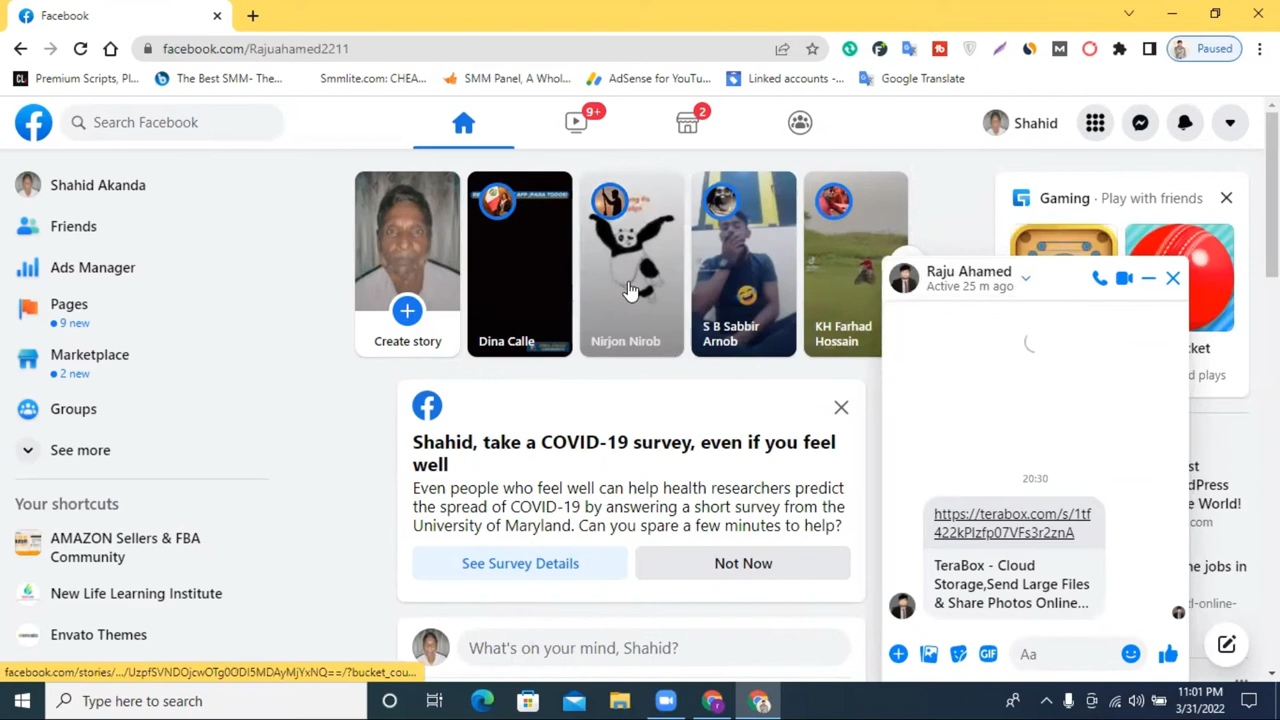 Facebook
facebook.com/Rajuahamed2211
Paused
Premium Scripts, Pl...
The Best SMM- The...
Smmlite.com: CHEA...
SMM Panel, A Whol...
AdSense for YouTu...
Linked accounts -...
Google Translate
Search Facebook
9+
2
Shahid
Shahid Akanda
Friends
Ads Manager
Pages
9 new
Marketplace
2 new
Groups
See more
Your shortcuts
AMAZON Sellers & FBA
Community
New Life Learning Institute
Envato Themes
facebook.com/stories/.../UzpfSVNDOjcwOTg0ODI5MDAyMjYxNQ==/?bucket_cou...
Create story
Dina Calle
Nirjon Nirob
S B Sabbir
Arnob
KH Farhad
Hossain
Shahid, take a COVID-19 survey, even if you feel
well
Even people who feel well can help health researchers predict
the spread of COVID-19 by answering a short survey from the
University of Maryland. Can you spare a few minutes to help?
See Survey Details
Not Now
What's on your mind, Shahid?
Gaming · Play with friends
Raju Ahamed
Active 25 m ago
20:30
https://terabox.com/s/1tf
422kPIzfp07VFs3r2znA
TeraBox - Cloud
Storage,Send Large Files
& Share Photos Online...
GIF
Aa
Type here to search
11:01 PM
3/31/2022